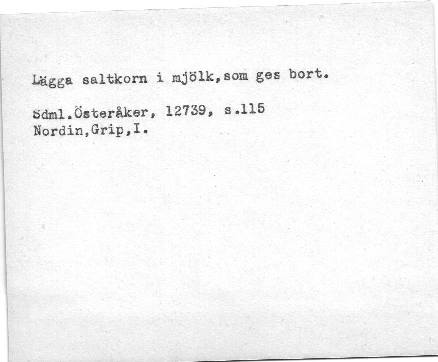 Lägga saltkorn i mjölk,som ges bort.
Sdml.Österåker, 12739, s.115
Nordin,Grip,I.